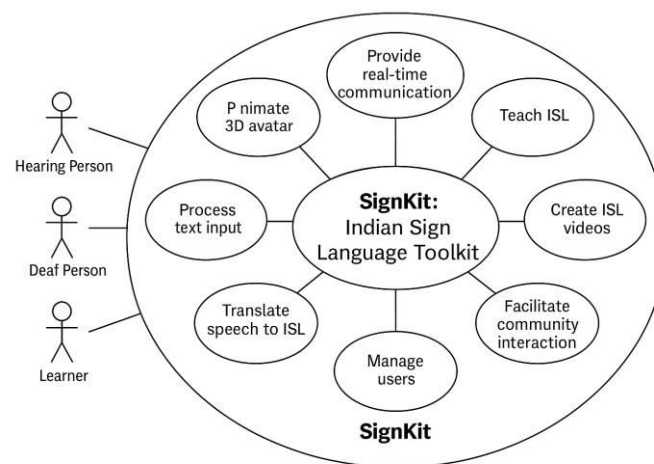 Provide
real-time
communication
P nimate
3D avatar
Teach ISL
Hearing Person
SignKit:
Indian Sign
Language Toolkit
Process
text input
Create ISL
videos
Deaf Person
Translate
speech to ISL
Facilitate
community
interaction
Learner
Manage
users
SignKit